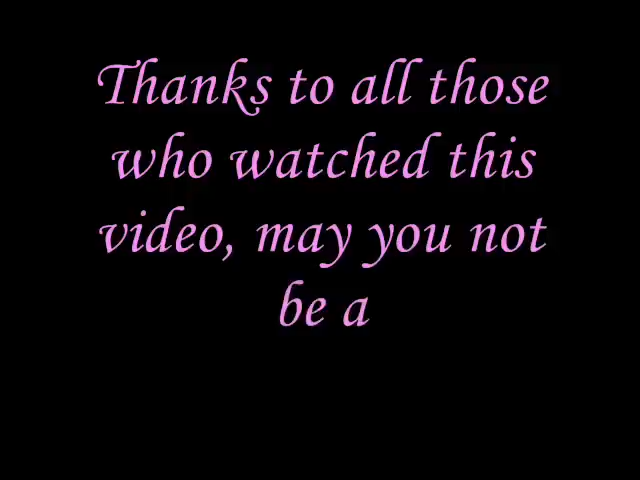 Thanks to all those
who watched this
video, may you not
be a